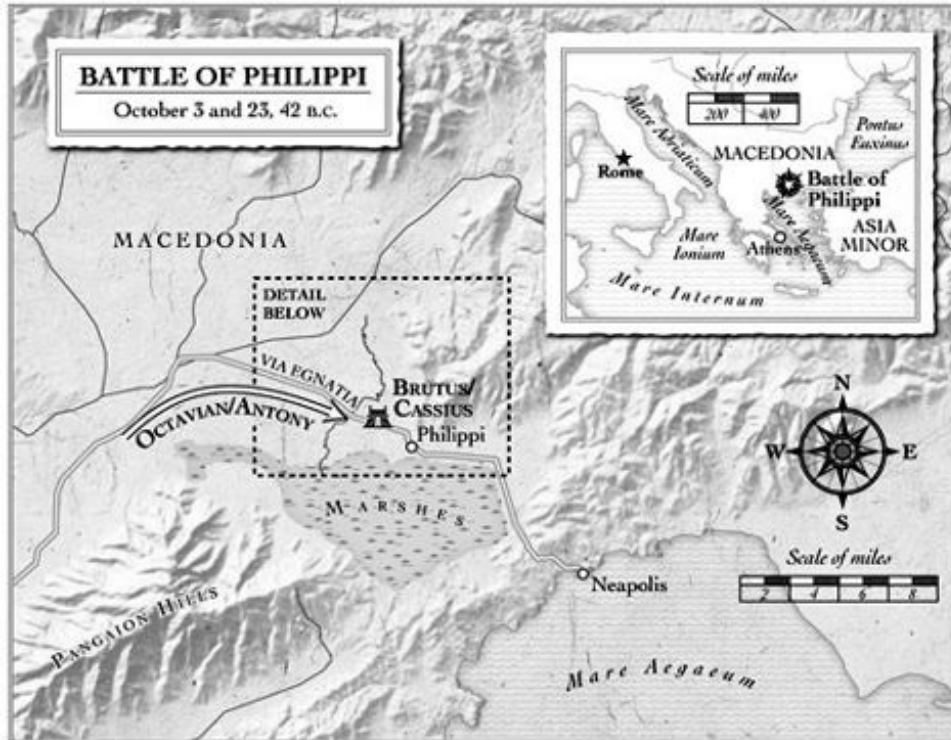 BATTLE OF PHILIPPI
October 3 and 23, 42 B.C.
Scale of miles
200 400
Mare Adriaticum
Pontus
Euxinus
MACEDONIA
Rome
Battle of
Philippi
Mare Aegaeum
ASIA
MINOR
Athens
Mare
Ionium
Mare Internum
MACEDONIA
DETAIL
BELOW
VIA EGNATIA
BRUTUS/
CASSIUS
OCTAVIAN/ANTONY
Philippi
N
W E
S
MARSHES
Scale of miles
2 4 6 8
Neapolis
PANGAION HILLS
Mare Aegaeum